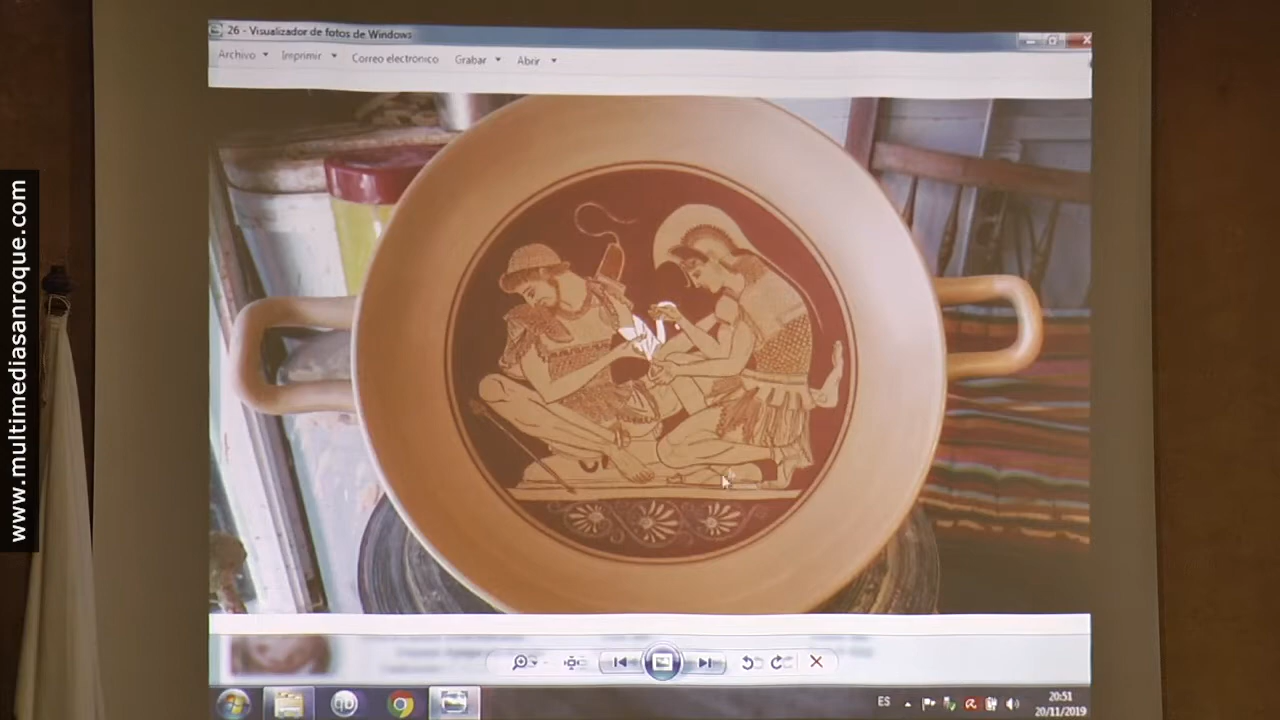 26 - Visualizador de fotos de Windows
Archivo Imprimir Correo electrónico Grabar Abrir
www.multimediasanroque.com
ES
20:51
20/11/2019